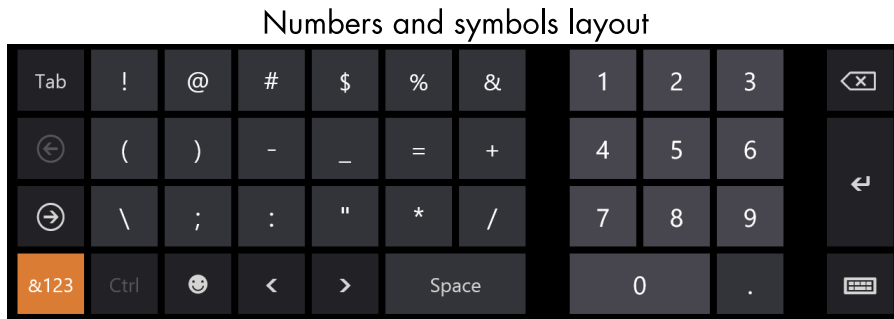 Numbers and symbols layout
Tab ! @ # $ % & 1 2 3
( ) - _ = + 4 5 6
\ ; : " * / 7 8 9
&123 Ctrl < > Space 0 .